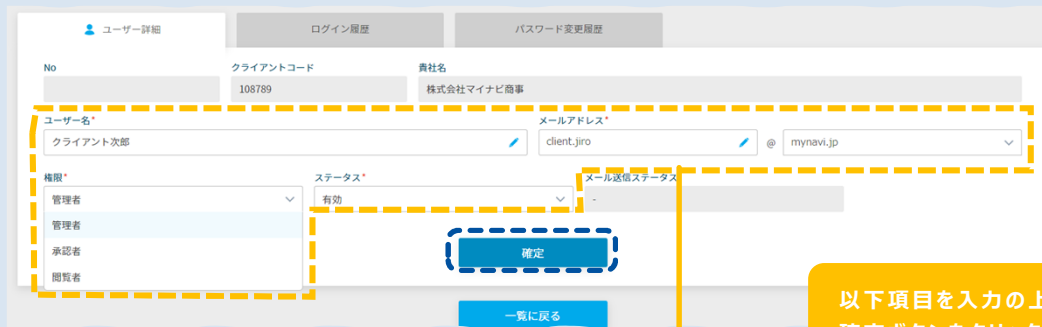 ユーザー詳細
ログイン履歴
パスワード変更履歴
No
クライアントコード
貴社名
108789
株式会社マイナビ商事
ユーザー名*
メールアドレス*
クライアント次郎
client.jiro
@
mynavi.jp
権限*
ステータス*
メール送信ステータス
管理者
有効
-
管理者
承認者
閲覧者
確定
一覧に戻る
以下項目を入力の上